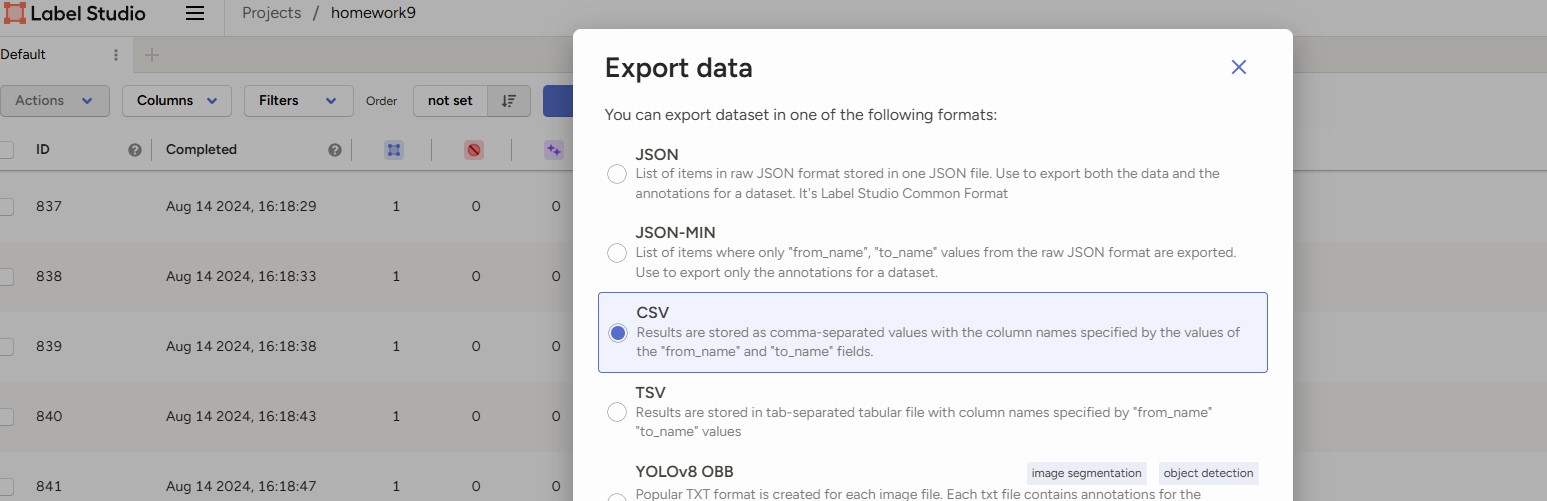 Label Studio
Projects / homework9
Default
Export data
You can export dataset in one of the following formats:
Actions
Columns
Filters
Order
not set
ID
Completed
JSON
List of items in raw JSON format stored in one JSON file. Use to export both the data and the
annotations for a dataset. It's Label Studio Common Format
837 Aug 14 2024, 16:18:29 1 0 0
JSON-MIN
List of items where only "from_name", "to_name" values from the raw JSON format are exported.
Use to export only the annotations for a dataset.
838 Aug 14 2024, 16:18:33 1 0 0
CSV
Results are stored as comma-separated values with the column names specified by the values of
the "from_name" and "to_name" fields.
839 Aug 14 2024, 16:18:38 1 0 0
TSV
Results are stored in tab-separated tabular file with column names specified by "from_name"
"to_name" values
840 Aug 14 2024, 16:18:43 1 0 0
YOLOv8 OBB
image segmentation
object detection
Popular TXT format is created for each image file. Each txt file contains annotations for the
841 Aug 14 2024, 16:18:47 1 0 0